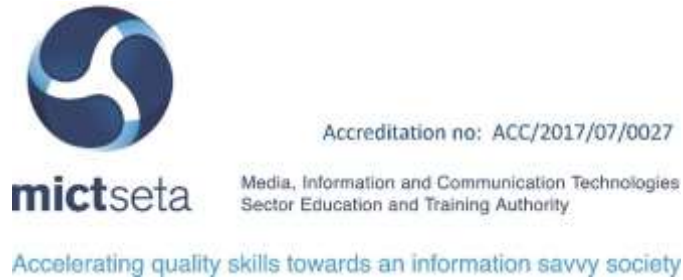 Accreditation no: ACC/2017/07/0027
mictseta
Media, Information and Communication Technologies
Sector Education and Training Authority
Accelerating quality skills towards an information savvy society